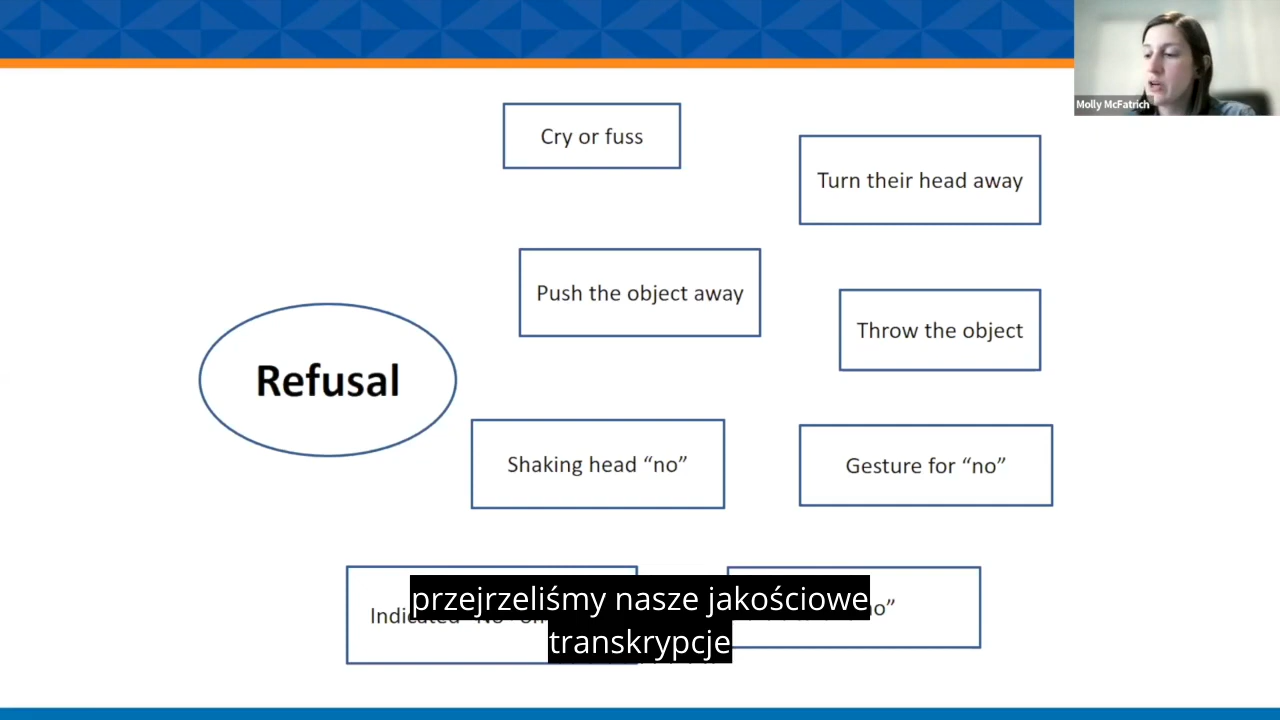 Molly McFatrich
Cry or fuss
Turn their head away
Push the object away
Throw the object
Refusal
Shaking head “no”
Gesture for “no”
przejrzeliśmy nasze jakościowe
transkrypcje